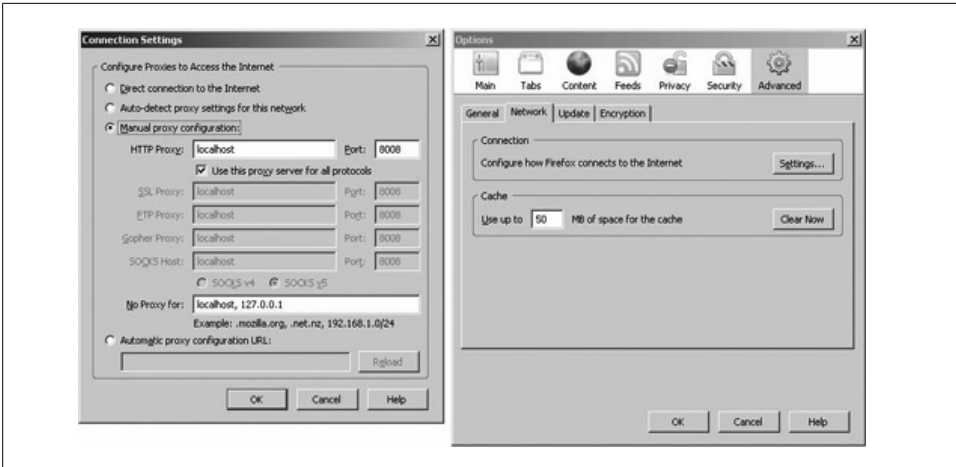 Connection Settings
Configure Proxies to Access the Internet
Direct connection to the Internet
Auto-detect proxy settings for this network
Manual proxy configuration:
HTTP Proxy: localhost Port: 8008
Use this proxy server for all protocols
SSL Proxy: localhost Port: 8008
FTP Proxy: localhost Port: 8008
Gopher Proxy: localhost Port: 8008
SOCKS Host: localhost Port: 8008
SOCKS v4 SOCKS v5
No Proxy for: localhost, 127.0.0.1
Example: .mozilla.org, .net.nz, 192.168.1.0/24
Automatic proxy configuration URL:
Reload
OK Cancel Help
Options
Main Tabs Content Feeds Privacy Security Advanced
General Network Update Encryption
Connection
Configure how Firefox connects to the Internet Settings...
Cache
Use up to 50 MB of space for the cache Clear Now
OK Cancel Help